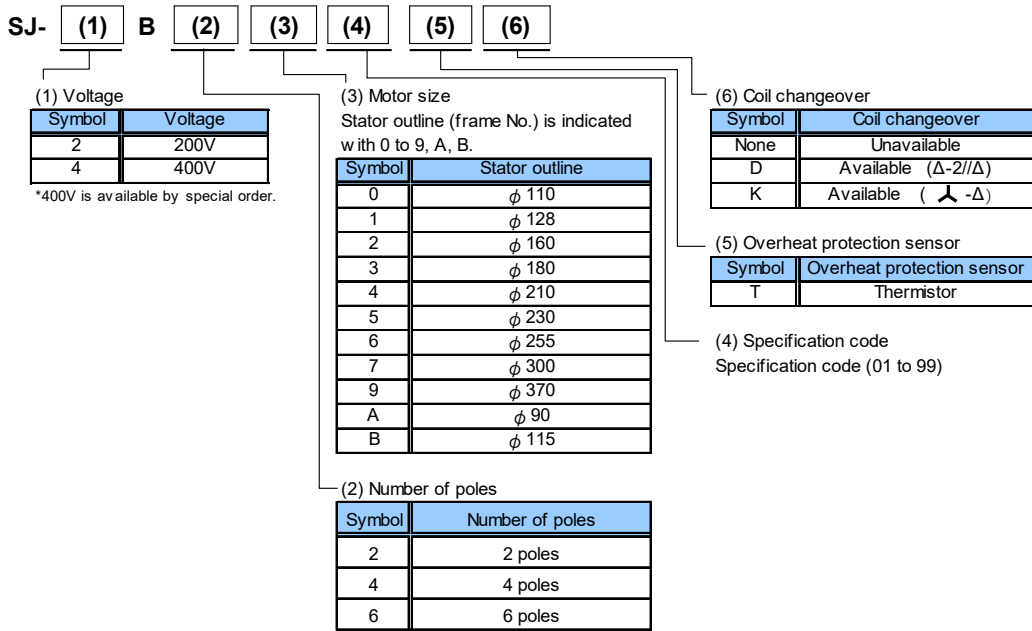 SJ- (1) B (2) (3) (4) (5) (6)
(1) Voltage
Symbol Voltage
2 200V
4 400V
*400V is available by special order.
(3) Motor size
Stator outline (frame No.) is indicated
with 0 to 9, A, B.
Symbol Stator outline
0 ϕ 110
1 ϕ 128
2 ϕ 160
3 ϕ 180
4 ϕ 210
5 ϕ 230
6 ϕ 255
7 ϕ 300
9 ϕ 370
A ϕ 90
B ϕ 115
(2) Number of poles
Symbol Number of poles
2 2 poles
4 4 poles
6 6 poles
(6) Coil changeover
Symbol Coil changeover
None Unavailable
D Available (Δ-2//Δ)
K Available ( ⅄ -Δ)
(5) Overheat protection sensor
Symbol Overheat protection sensor
T Thermistor
(4) Specification code
Specification code (01 to 99)